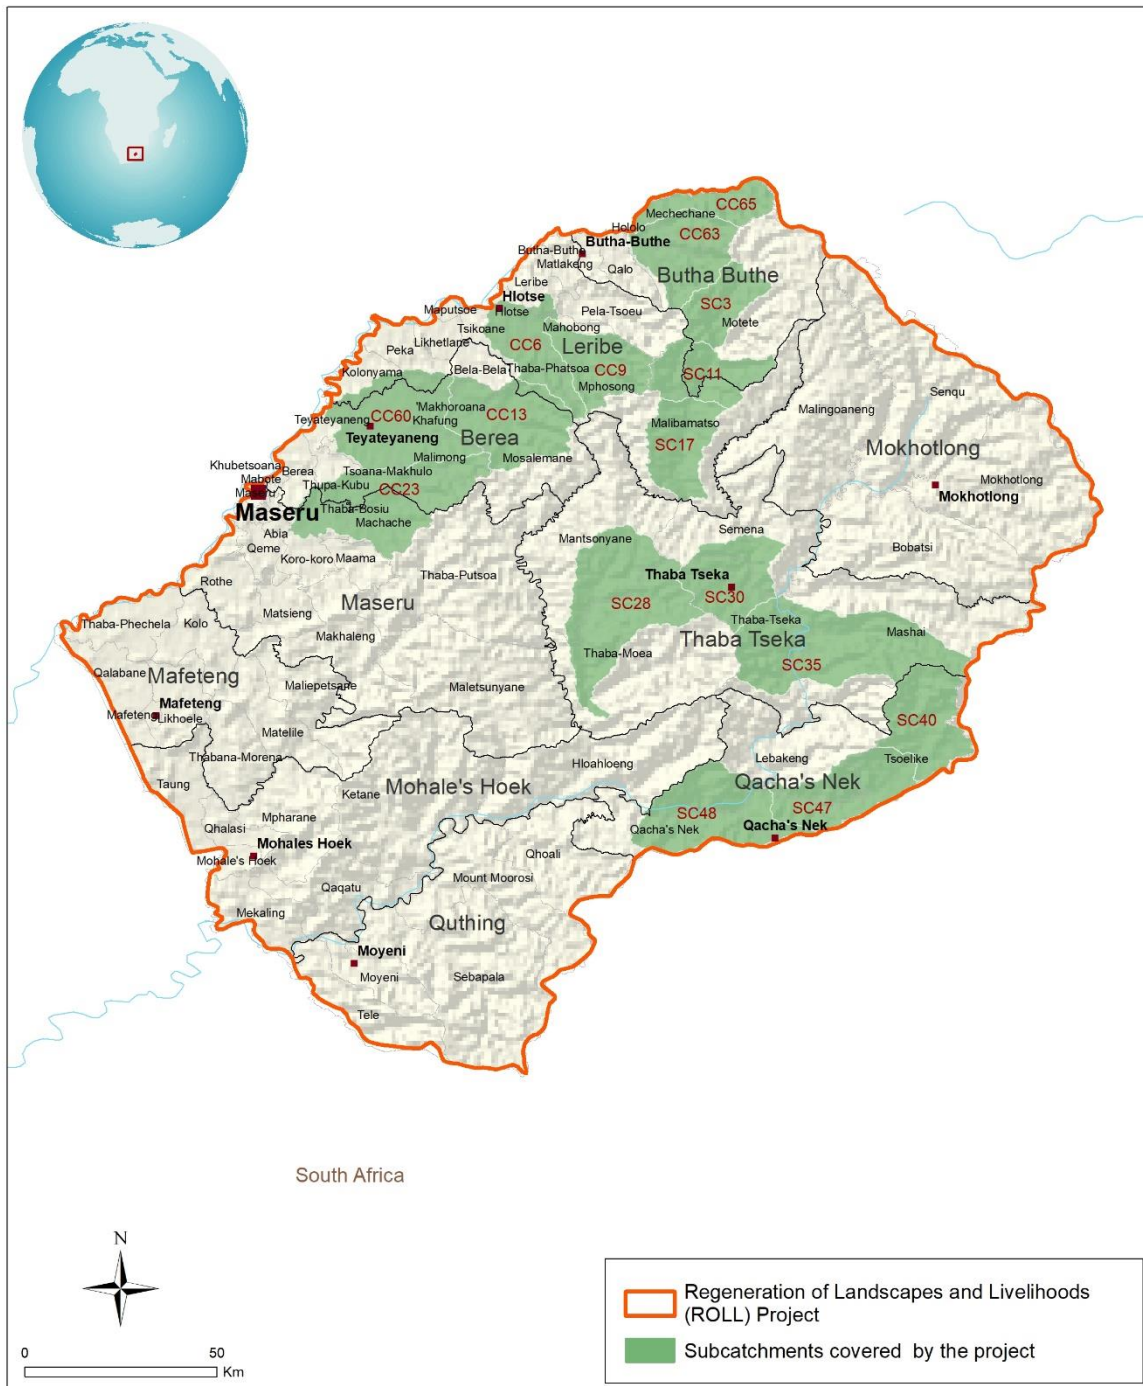 CC65
Mechechane
Hololo
CC63
Butha-Buthe
Butha-Buthe
Matlakeng
Qalo
Butha Buthe
Leribe
Hlotse
SC3
Maputsoe
Hlotse
Pela-Tsoeu
Motete
Tsikoane
Mahobong
Likhetlane
CC6
Leribe
Peka
Bela-Bela
Thaba-Phatsoa
CC9
SC11
Kolonyama
Mphosong
Senqu
'Makhoroana
CC13
Malingoaneng
Teyateyaneng
CC60
Khafung
Malibamatso
Teyateyaneng
Berea
SC17
Mokhotlong
Malimong
Mosalemane
Khubetsoana
Berea
Tsoana-Makhulo
Mabote
Thupa-Kubu
CC23
Mokhotlong
Maseru
Mokhotlong
Maseru
Thaba-Bosiu
Machache
Abia
Semena
Mantsonyane
Qeme
Bobatsi
Koro-koro
Maama
Rothe
Thaba-Putsoa
Thaba Tseka
SC28
SC30
Maseru
Matsieng
Thaba-Tseka
Thaba-Phechela
Kolo
Makhaleng
Mashai
Thaba Tseka
Thaba-Moea
SC35
Qalabane
Mafeteng
Maliepetsane
Maletsunyane
Mafeteng
Mafeteng
Likhoele
SC40
Matelile
Thabana-Morena
Lebakeng
Tsoelike
Hloahloeng
Taung
Mohale's Hoek
Qacha's Nek
Ketane
Mpharane
SC48
SC47
Qhalasi
Qacha's Nek
Qacha's Nek
Mohales Hoek
Mohale's Hoek
Qhoali
Mount Moorosi
Qaqatu
Mekaling
Quthing
Moyeni
Moyeni
Sebapala
Tele
South Africa
N
0 50
Km
Regeneration of Landscapes and Livelihoods
(ROLL) Project
Subcatchments covered by the project